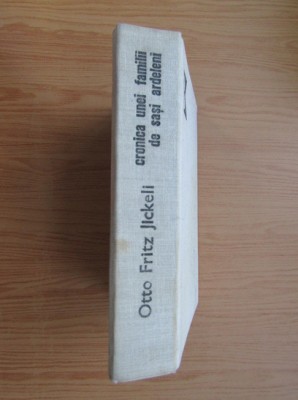 Otto Fritz Jickeli
cronica unei familii
de sași ardeleni